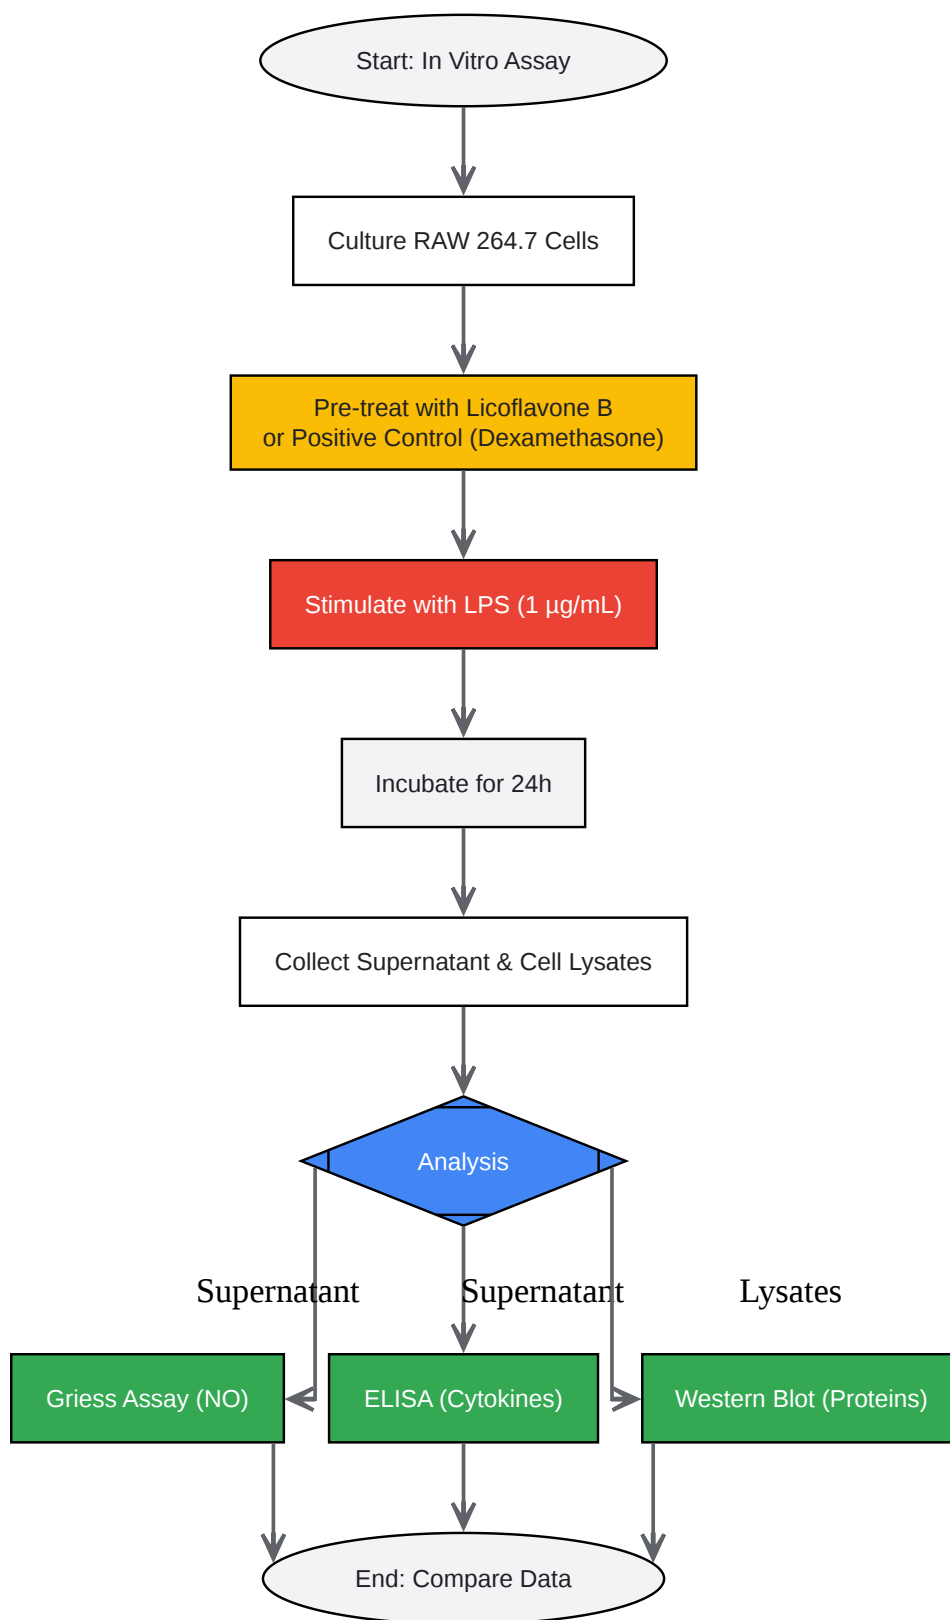 Start: In Vitro Assay
Culture RAW 264.7 Cells
Pre-treat with Licoflavone B
or Positive Control (Dexamethasone)
Stimulate with LPS (1 µg/mL)
Incubate for 24h
Collect Supernatant & Cell Lysates
Analysis
Supernatant
Supernatant
Lysates
Griess Assay (NO)
ELISA (Cytokines)
Western Blot (Proteins)
End: Compare Data